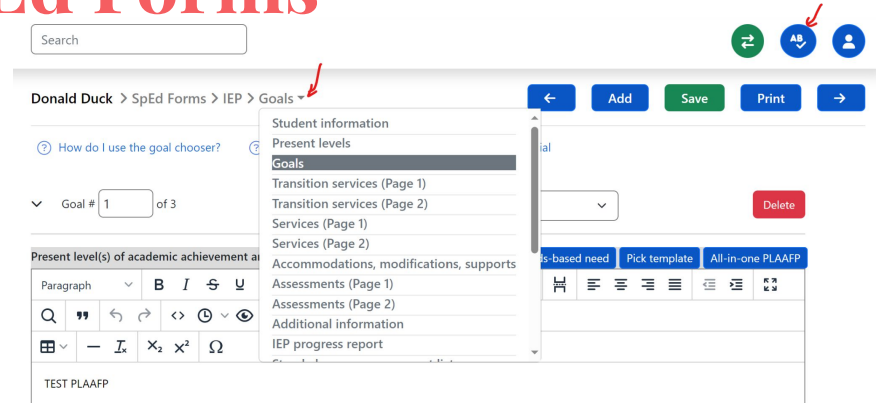 Ed Forms
Search
AB
Donald Duck > SpEd Forms > IEP > Goals
Add
Save
Print
Student information
Present levels
Goals
Transition services (Page 1)
Transition services (Page 2)
Services (Page 1)
Services (Page 2)
Accommodations, modifications, supports
Assessments (Page 1)
Assessments (Page 2)
Additional information
IEP progress report
How do I use the goal chooser?
ial
Goal # 1 of 3
Delete
Present level(s) of academic achievement
ds-based need Pick template All-in-one PLAAFP
Paragraph B I S U
TEST PLAAFP